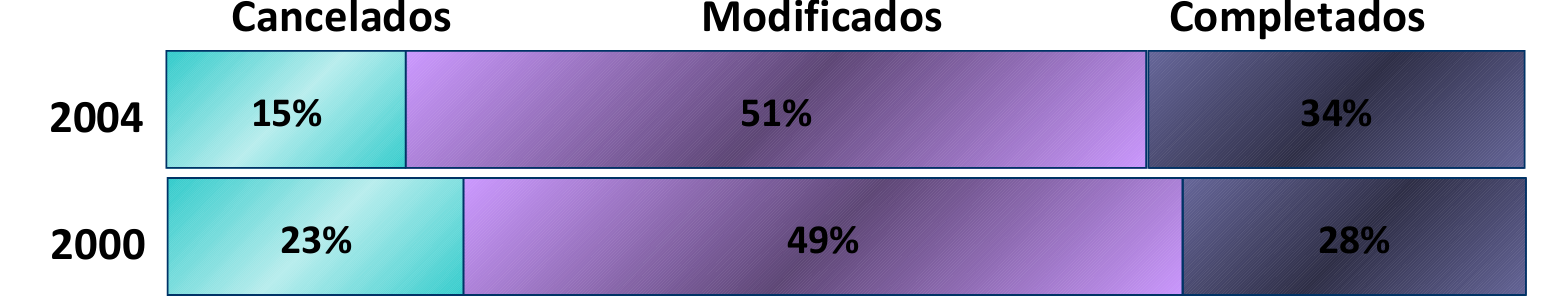 Cancelados Modificados Completados
2004 15% 51% 34%
2000 23% 49% 28%